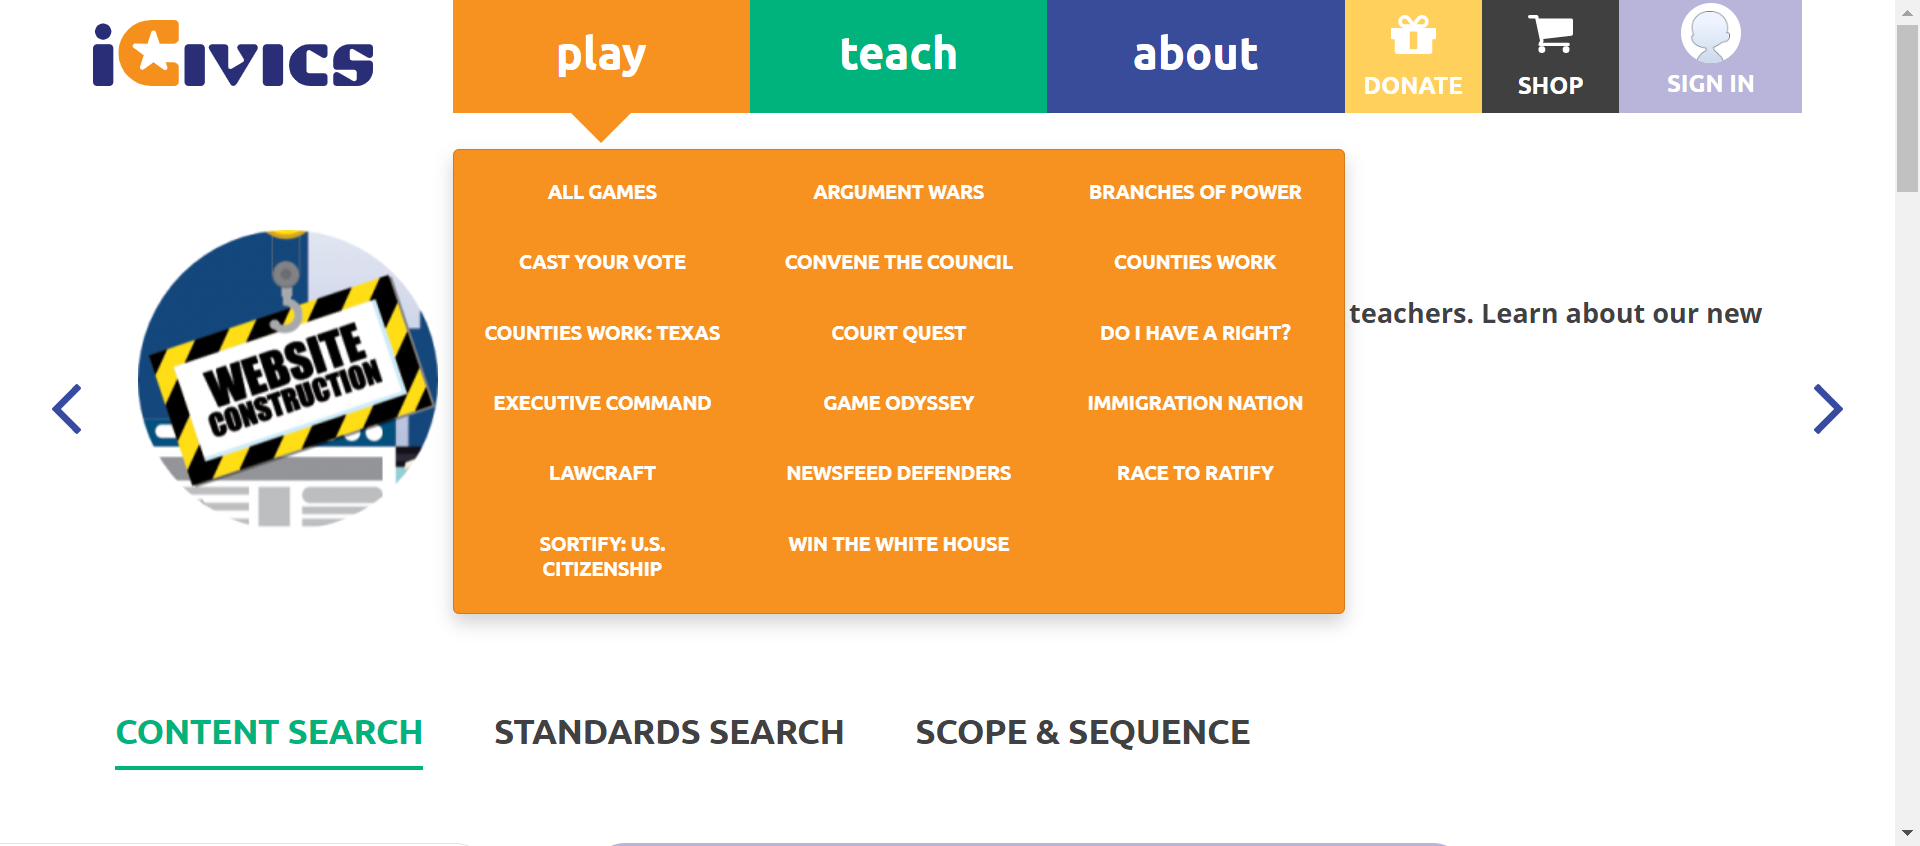 iCivics
play
teach
about
DONATE
SHOP
SIGN IN
ALL GAMES
ARGUMENT WARS
BRANCHES OF POWER
CAST YOUR VOTE
CONVENE THE COUNCIL
COUNTIES WORK
COUNTIES WORK: TEXAS
COURT QUEST
DO I HAVE A RIGHT?
EXECUTIVE COMMAND
GAME ODYSSEY
IMMIGRATION NATION
LAWCRAFT
NEWSFEED DEFENDERS
RACE TO RATIFY
SORTIFY: U.S.
CITIZENSHIP
WIN THE WHITE HOUSE
teachers. Learn about our new
WEBSITE
CONSTRUCTION
CONTENT SEARCH
STANDARDS SEARCH
SCOPE & SEQUENCE